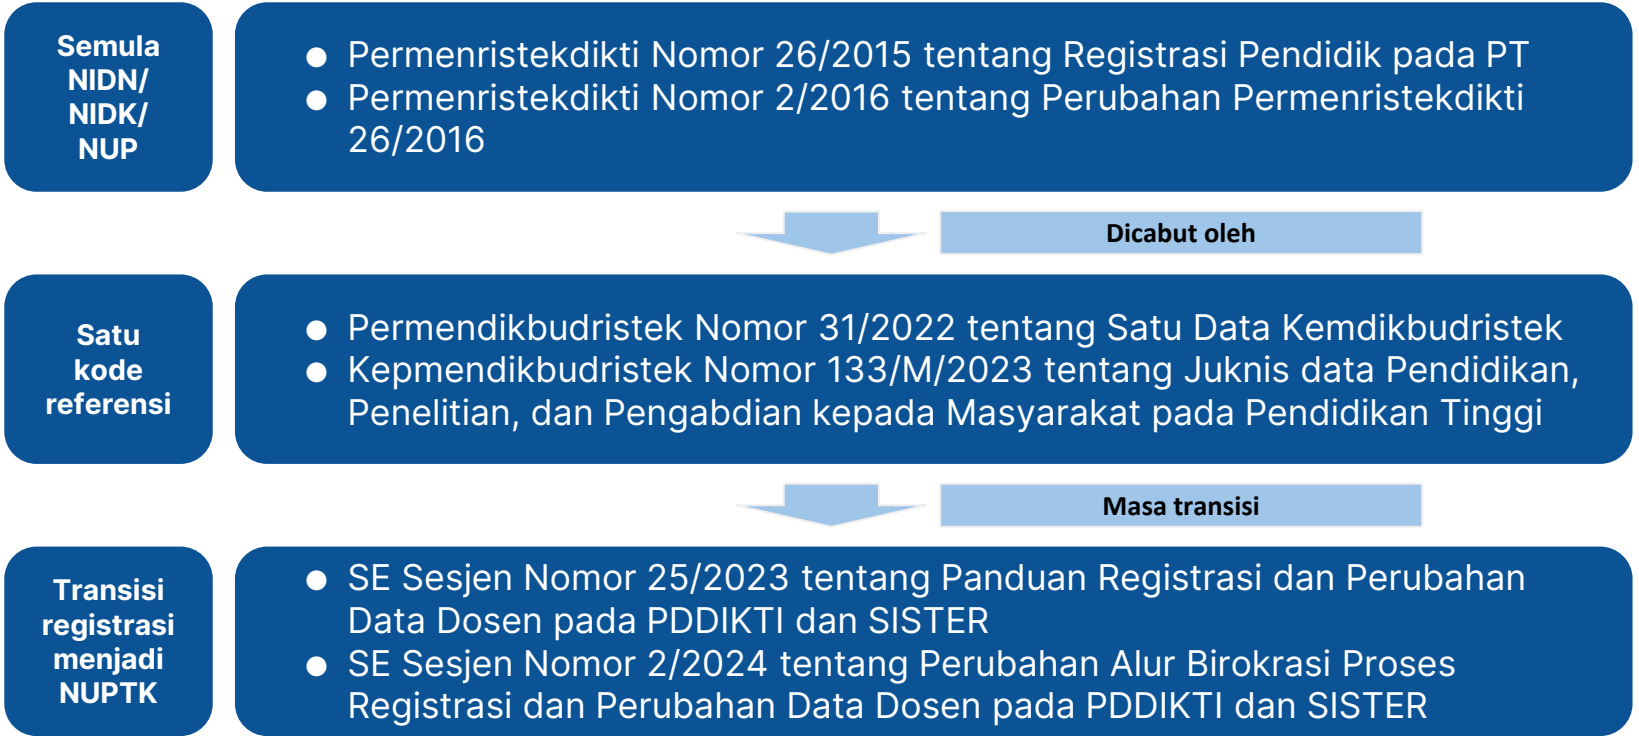 Semula
NIDN/
NIDK/
NUP
● Permenristekdikti Nomor 26/2015 tentang Registrasi Pendidik pada PT
● Permenristekdikti Nomor 2/2016 tentang Perubahan Permenristekdikti
26/2016
Dicabut oleh
Satu
kode
referensi
● Permendikbudristek Nomor 31/2022 tentang Satu Data Kemdikbudristek
● Kepmendikbudristek Nomor 133/M/2023 tentang Juknis data Pendidikan,
Penelitian, dan Pengabdian kepada Masyarakat pada Pendidikan Tinggi
Masa transisi
Transisi
registrasi
menjadi
NUPTK
● SE Sesjen Nomor 25/2023 tentang Panduan Registrasi dan Perubahan
Data Dosen pada PDDIKTI dan SISTER
● SE Sesjen Nomor 2/2024 tentang Perubahan Alur Birokrasi Proses
Registrasi dan Perubahan Data Dosen pada PDDIKTI dan SISTER